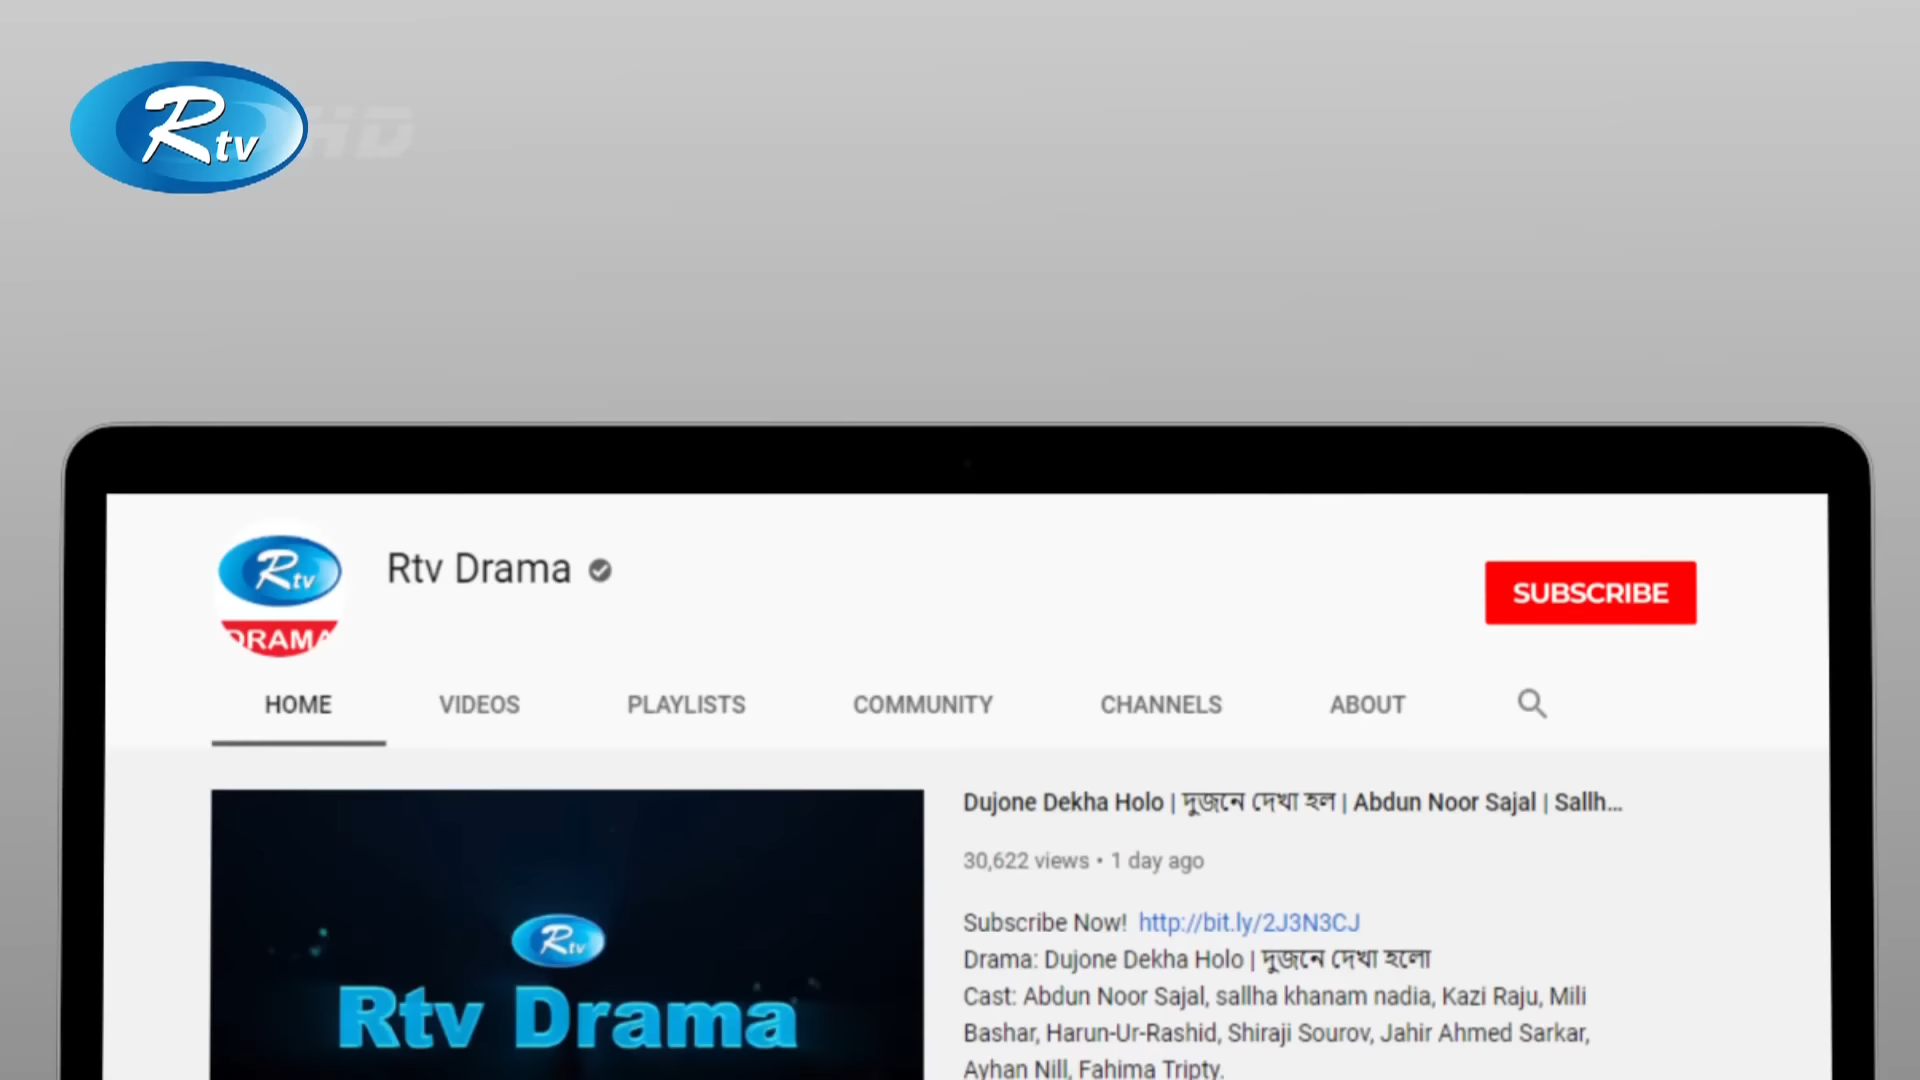 Rtv HD
Rtv
DRAMA
Rtv Drama
SUBSCRIBE
HOME VIDEOS PLAYLISTS COMMUNITY CHANNELS ABOUT
Dujone Dekha Holo | দুজনে দেখা হল | Abdun Noor Sajal | Sallh...
30,622 views • 1 day ago
Subscribe Now! http://bit.ly/2J3N3CJ
Drama: Dujone Dekha Holo | দুজনে দেখা হলো
Cast: Abdun Noor Sajal, sallha khanam nadia, Kazi Raju, Mili
Bashar, Harun-Ur-Rashid, Shiraji Sourov, Jahir Ahmed Sarkar,
Ayhan Nill, Fahima Tripty.
Rtv
Rtv Drama